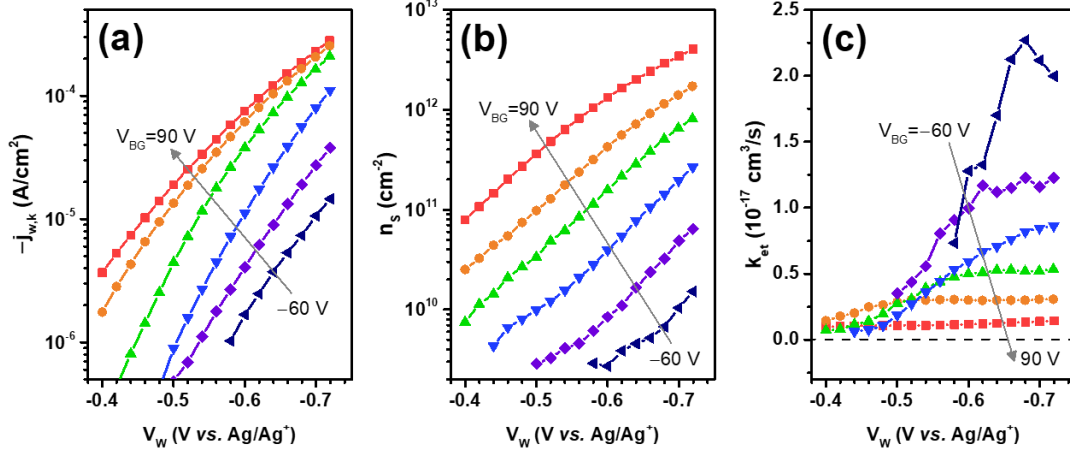 (a)
10⁻⁴
10⁻⁵
10⁻⁶
−j_w,k (A/cm²)
V_BG=90 V
−60 V
-0.4 -0.5 -0.6 -0.7
V_W (V vs. Ag/Ag⁺)
(b)
10¹³
10¹²
10¹¹
10¹⁰
n_s (cm⁻²)
V_BG=90 V
−60 V
-0.4 -0.5 -0.6 -0.7
V_W (V vs. Ag/Ag⁺)
(c)
2.5
2.0
1.5
1.0
0.5
0.0
k_et (10⁻¹⁷ cm³/s)
V_BG=−60 V
90 V
-0.4 -0.5 -0.6 -0.7
V_W (V vs. Ag/Ag⁺)